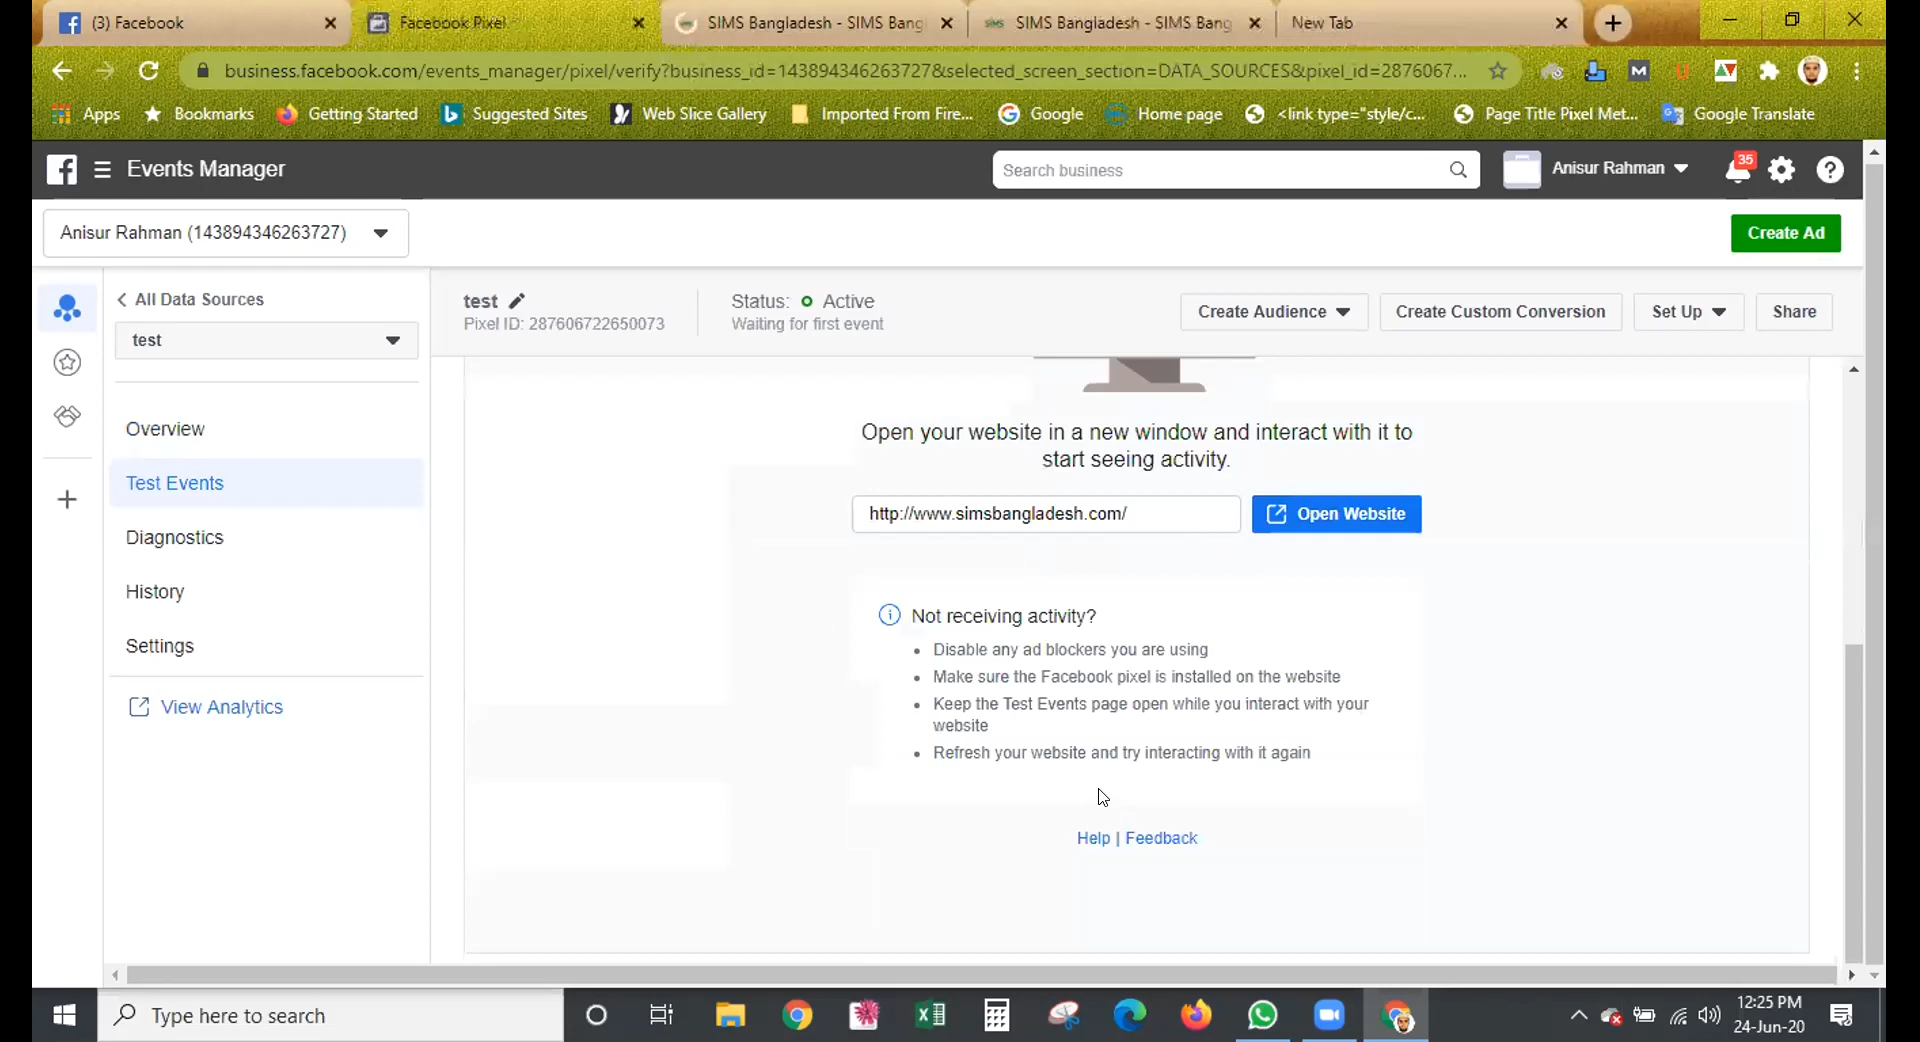 (3) Facebook
Facebook Pixel
SIMS Bangladesh - SIMS Bang
SIMS Bangladesh - SIMS Bang
New Tab
business.facebook.com/events_manager/pixel/verify?business_id=143894346263727&selected_screen_section=DATA_SOURCES&pixel_id=2876067...
Apps
Bookmarks
Getting Started
Suggested Sites
Web Slice Gallery
Imported From Fire...
Google
Home page
<link type="style/c...
Page Title Pixel Met...
Google Translate
Events Manager
Search business
Anisur Rahman
35
Anisur Rahman (143894346263727)
Create Ad
All Data Sources
test
Overview
Test Events
Diagnostics
History
Settings
View Analytics
test
Pixel ID: 287606722650073
Status: Active
Waiting for first event
Create Audience
Create Custom Conversion
Set Up
Share
Open your website in a new window and interact with it to
start seeing activity.
http://www.simsbangladesh.com/
Open Website
Not receiving activity?
• Disable any ad blockers you are using
• Make sure the Facebook pixel is installed on the website
• Keep the Test Events page open while you interact with your
website
• Refresh your website and try interacting with it again
Help | Feedback
Type here to search
12:25 PM
24-Jun-20